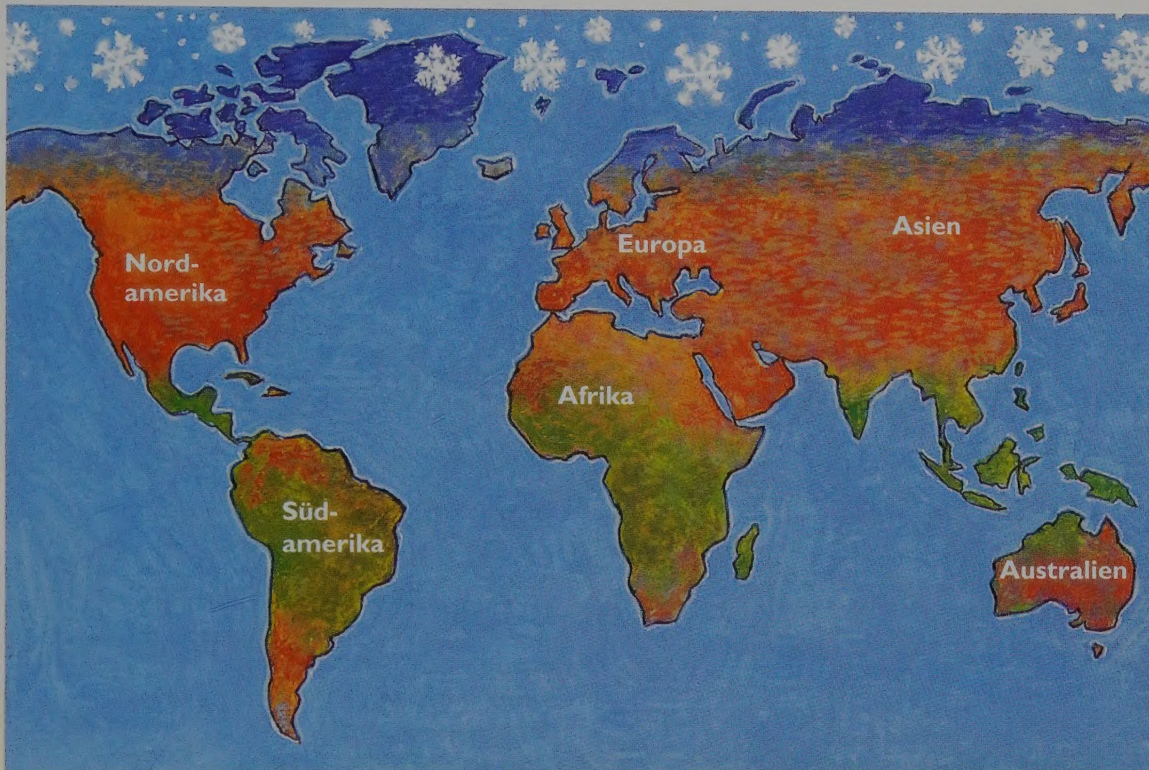 Nord-
amerika
Europa
Asien
Afrika
Süd-
amerika
Australien